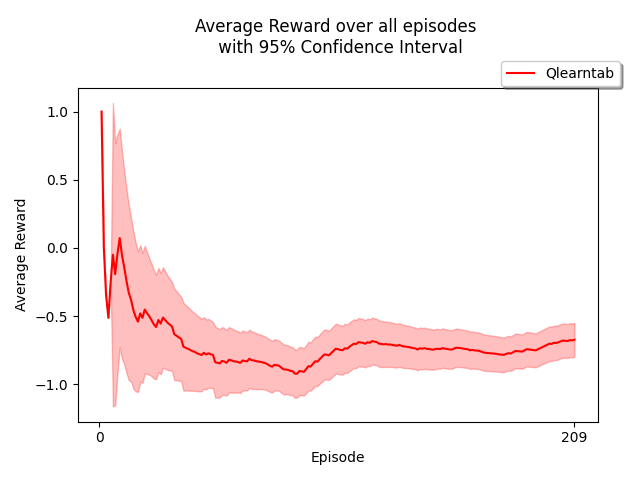 Average Reward over all episodes
with 95% Confidence Interval
Qlearntab
1.0
0.5
0.0
−0.5
−1.0
Average Reward
0
209
Episode